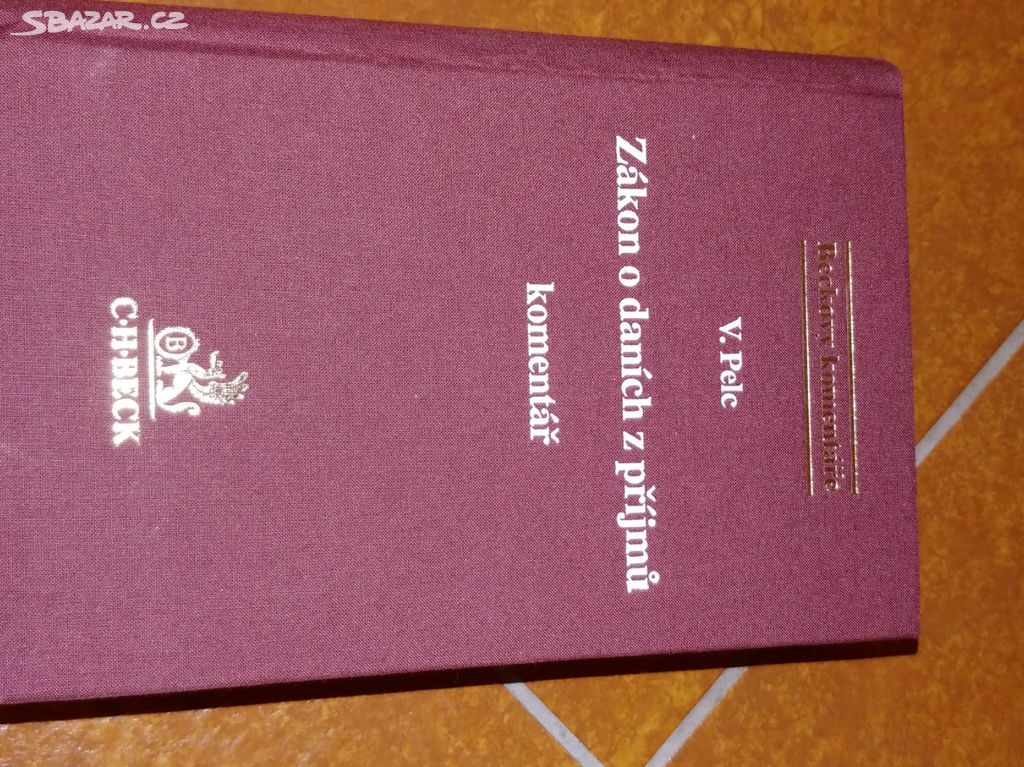 SBAZAR.CZ
Beckovy komentáře
V. Pelc
Zákon o daních z příjmů
komentář
B
C·H·BECK